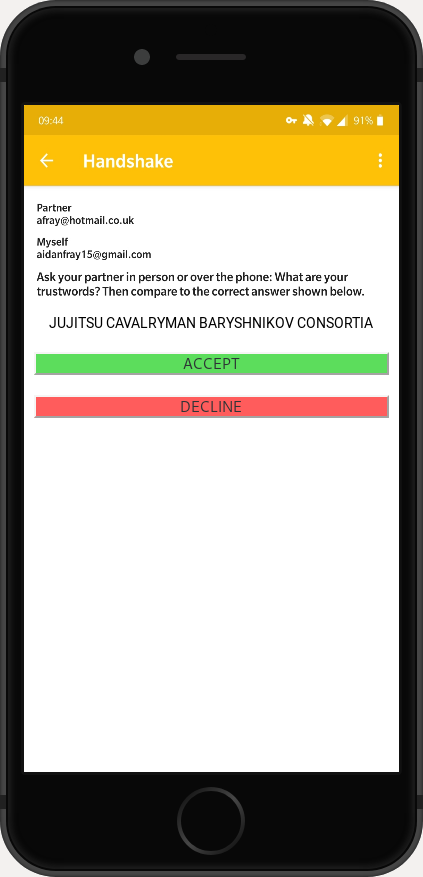 09:44
91%
Handshake
Partner
afray@hotmail.co.uk
Myself
aidanfray15@gmail.com
Ask your partner in person or over the phone: What are your
trustwords? Then compare to the correct answer shown below.
JUJITSU CAVALRYMAN BARYSHNIKOV CONSORTIA
ACCEPT
DECLINE